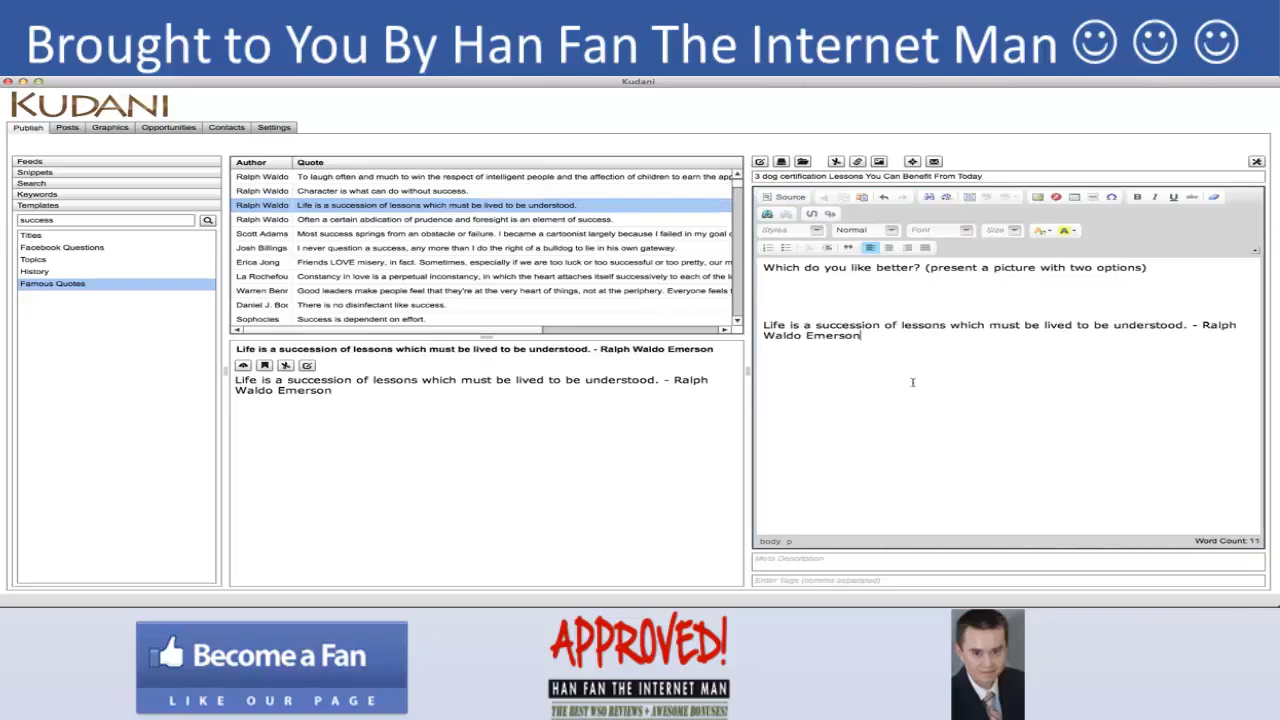 Brought to You By Han Fan The Internet Man
Kudani
KUDANI
Publish
Posts
Graphics
Opportunities
Contacts
Settings
Feeds
Snippets
Search
Keywords
Templates
success
Titles
Facebook Questions
Topics
History
Famous Quotes
Author Quote
Ralph Waldo To laugh often and much to win the respect of intelligent people and the affection of children to earn the app
Ralph Waldo Character is what can do without success.
Ralph Waldo Life is a succession of lessons which must be lived to be understood.
Ralph Waldo Often a certain abdication of prudence and foresight is an element of success.
Scott Adams Most success springs from an obstacle or failure. I became a cartoonist largely because I failed in my goal o
Josh Billings I never question a success, any more than I do the right of a bulldog to lie in his own gateway.
Erica Jong Friends LOVE misery, in fact. Sometimes, especially if we are too luck or too successful or too pretty, our m
La Rochefou Constancy in love is a perpetual inconstancy, in which the heart attaches itself successively to each of the l
Warren Benn Good leaders make people feel that they're at the very heart of things, not at the periphery. Everyone feels t
Daniel J. Boo There is no disinfectant like success.
Sophocles Success is dependent on effort.
Life is a succession of lessons which must be lived to be understood. - Ralph Waldo Emerson
Life is a succession of lessons which must be lived to be understood. - Ralph
Waldo Emerson
3 dog certification Lessons You Can Benefit From Today
Source
B I U abc
Styles Normal Font Size
Which do you like better? (present a picture with two options)
Life is a succession of lessons which must be lived to be understood. - Ralph
Waldo Emerson
body p
Word Count: 11
Meta Description
Enter Tags (comma separated)
Become a Fan
LIKE OUR PAGE
APPROVED!
HAN FAN THE INTERNET MAN
THE BEST WSO REVIEWS + AWESOME BONUSES!